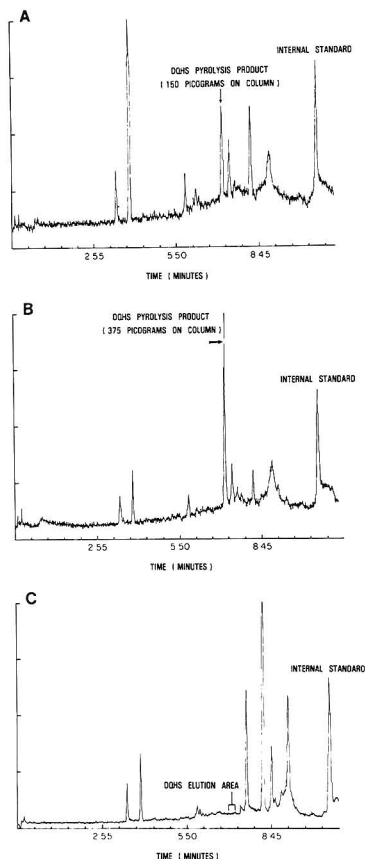 A
INTERNAL STANDARD
DQHS PYROLYSIS PRODUCT
( 150 PICOGRAMS ON COLUMN )
2 55
5 50
8 45
TIME ( MINUTES )
B
DQHS PYROLYSIS PRODUCT
( 375 PICOGRAMS ON COLUMN )
INTERNAL STANDARD
2 55
5 50
8 45
TIME ( MINUTES )
C
INTERNAL STANDARD
DQHS ELUTION AREA
2 55
5 50
8 45
TIME ( MINUTES )